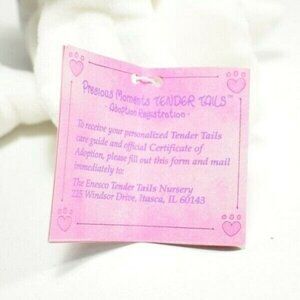 Precious Moments TENDER TAILS™
- Adoption Registration -
To receive your personalized Tender Tails
care guide and official Certificate of
Adoption, please fill out this form and mail
immediately to:
The Enesco Tender Tails Nursery
225 Windsor Drive, Itasca, IL 60143